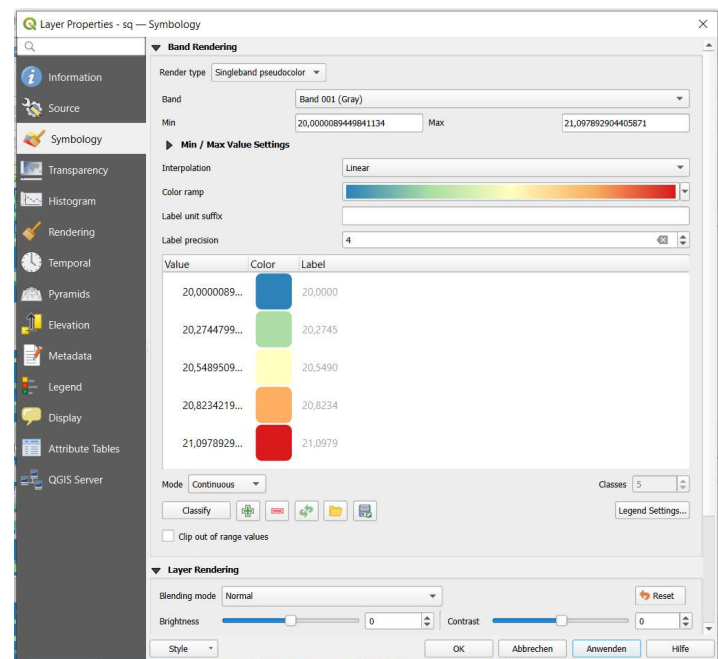 Layer Properties - sq — Symbology
Information
Source
Symbology
Transparency
Histogram
Rendering
Temporal
Pyramids
Elevation
Metadata
Legend
Display
Attribute Tables
QGIS Server
Band Rendering
Render type Singleband pseudocolor
Band Band 001 (Gray)
Min 20,0000089449841134 Max 21,097892904405871
Min / Max Value Settings
Interpolation Linear
Color ramp
Label unit suffix
Label precision 4
Value Color Label
20,0000089... 20,0000
20,2744799... 20,2745
20,5489509... 20,5490
20,8234219... 20,8234
21,0978929... 21,0979
Mode Continuous Classes 5
Classify Legend Settings...
Clip out of range values
Layer Rendering
Blending mode Normal Reset
Brightness 0 Contrast 0
Style OK Abbrechen Anwenden Hilfe